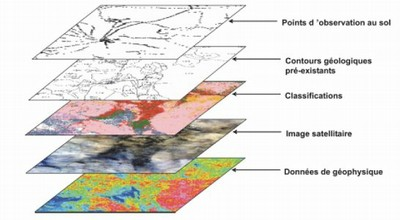 Points d 'observation au sol
Contours géologiques
pré-existants
Classifications
Image satellitaire
Données de géophysique